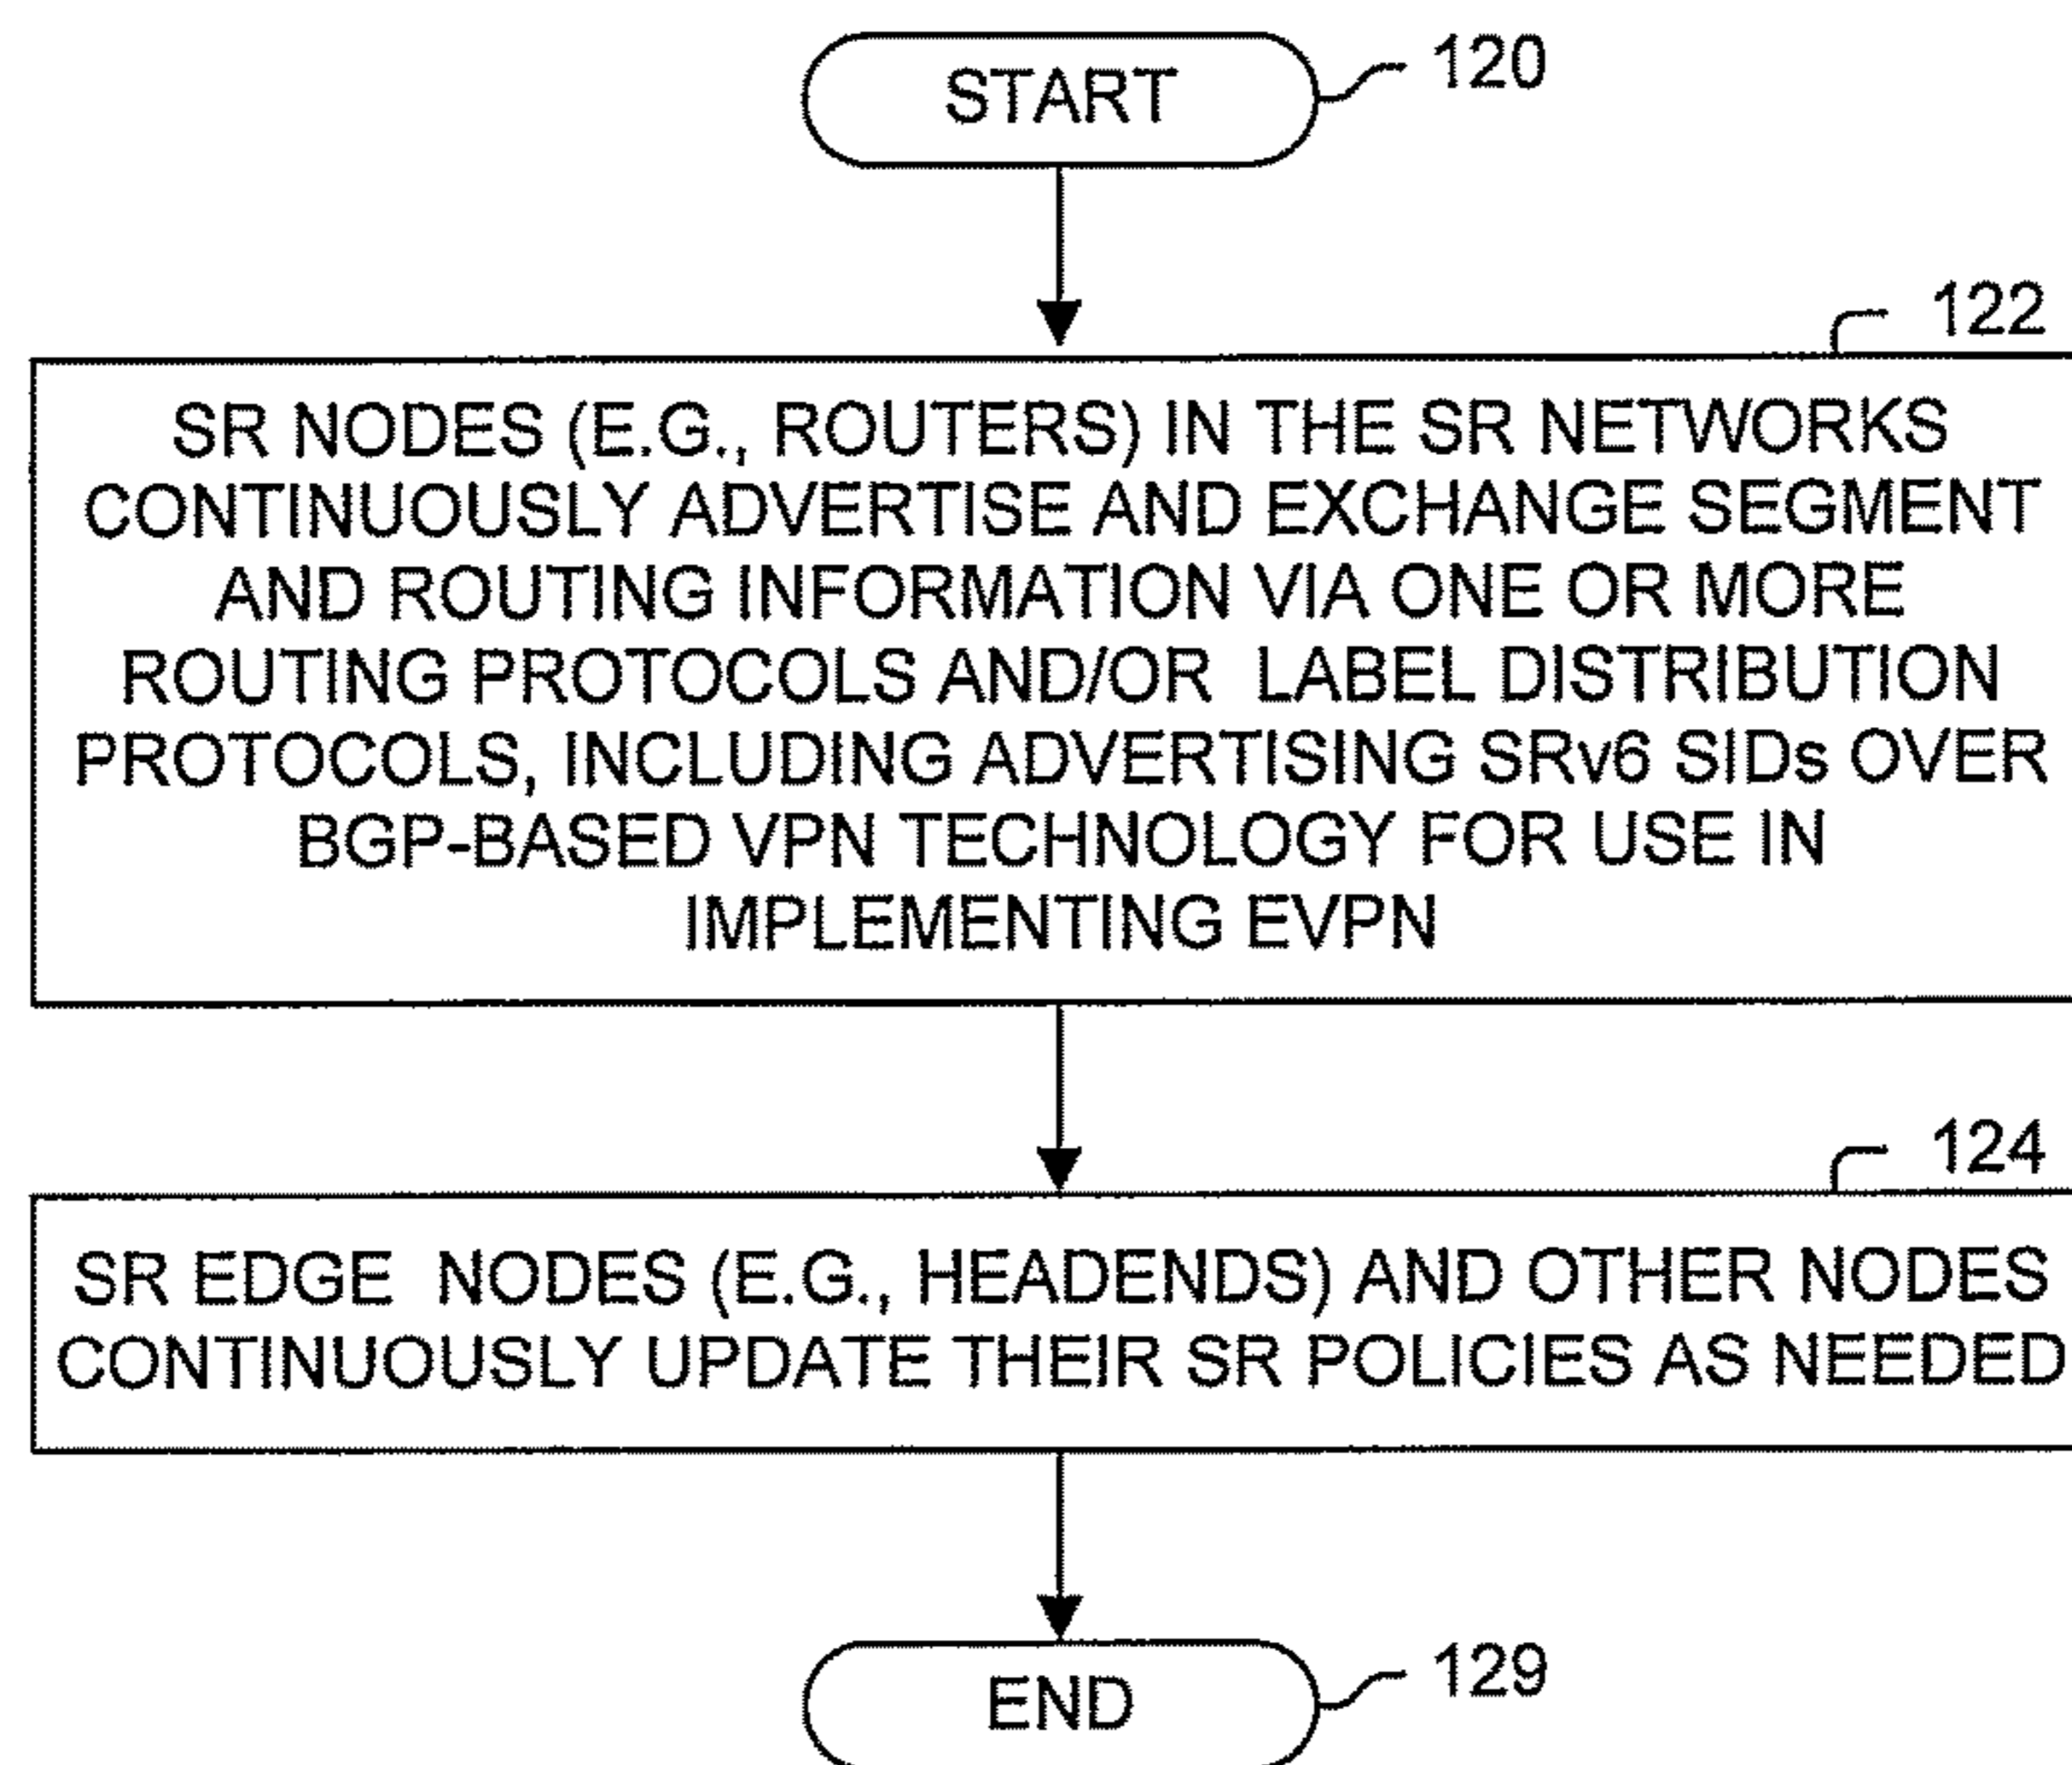 START
120
122
SR NODES (E.G., ROUTERS) IN THE SR NETWORKS
CONTINUOUSLY ADVERTISE AND EXCHANGE SEGMENT
AND ROUTING INFORMATION VIA ONE OR MORE
ROUTING PROTOCOLS AND/OR LABEL DISTRIBUTION
PROTOCOLS, INCLUDING ADVERTISING SRv6 SIDs OVER
BGP-BASED VPN TECHNOLOGY FOR USE IN
IMPLEMENTING EVPN
124
SR EDGE NODES (E.G., HEADENDS) AND OTHER NODES
CONTINUOUSLY UPDATE THEIR SR POLICIES AS NEEDED
END
129